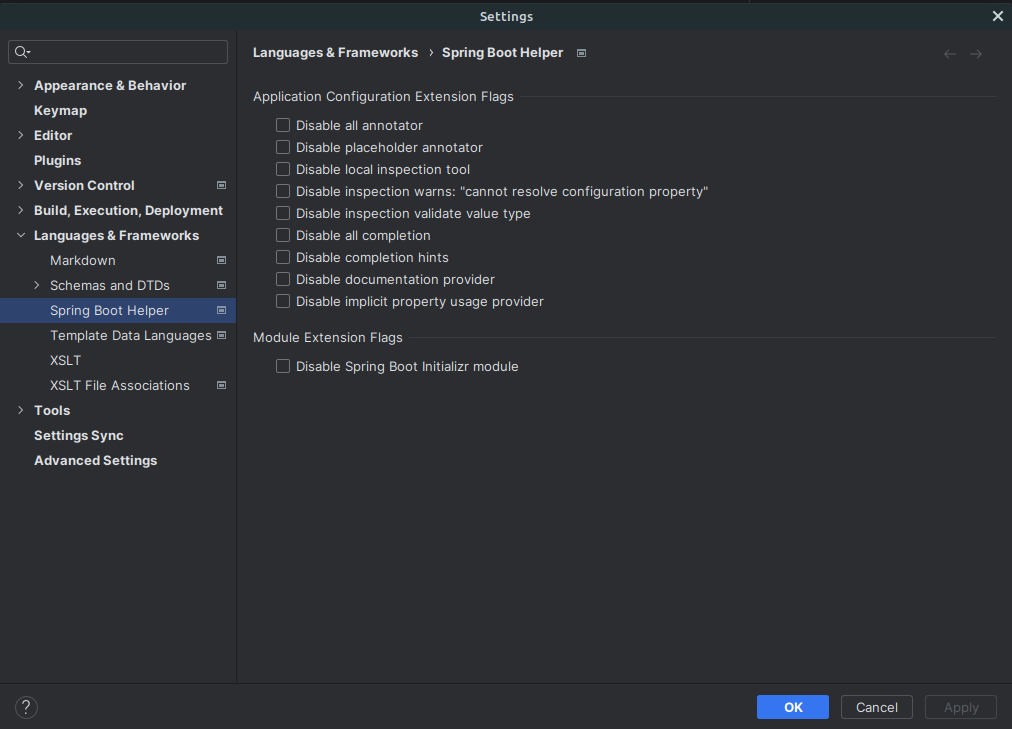 Settings
Languages & Frameworks › Spring Boot Helper
Appearance & Behavior
Keymap
Editor
Plugins
Version Control
Build, Execution, Deployment
Languages & Frameworks
Markdown
Schemas and DTDs
Spring Boot Helper
Template Data Languages
XSLT
XSLT File Associations
Tools
Settings Sync
Advanced Settings
Application Configuration Extension Flags
Disable all annotator
Disable placeholder annotator
Disable local inspection tool
Disable inspection warns: "cannot resolve configuration property"
Disable inspection validate value type
Disable all completion
Disable completion hints
Disable documentation provider
Disable implicit property usage provider
Module Extension Flags
Disable Spring Boot Initializr module
?
OK
Cancel
Apply